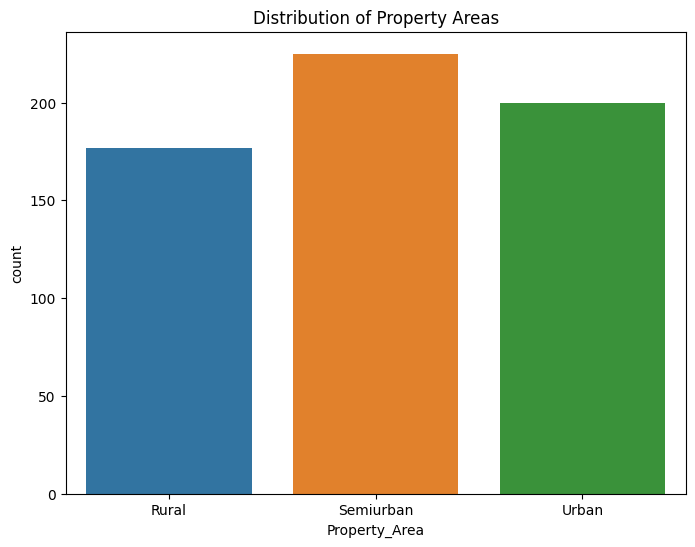 Distribution of Property Areas
count
200
150
100
50
0
Rural Semiurban Urban
Property_Area